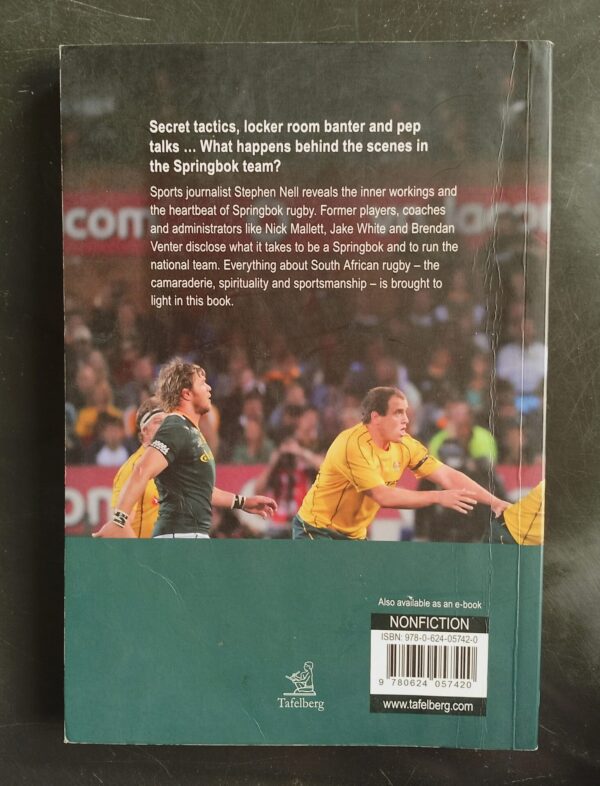 Secret tactics, locker room banter and pep
talks ... What happens behind the scenes in
the Springbok team?
Sports journalist Stephen Nell reveals the inner workings and
the heartbeat of Springbok rugby. Former players, coaches
and administrators like Nick Mallett, Jake White and Brendan
Venter disclose what it takes to be a Springbok and to run the
national team. Everything about South African rugby – the
camaraderie, spirituality and sportsmanship – is brought to
light in this book.
com
Also available as an e-book
NONFICTION
ISBN: 978-0-624-05742-0
9 780624 057420
www.tafelberg.com
Tafelberg